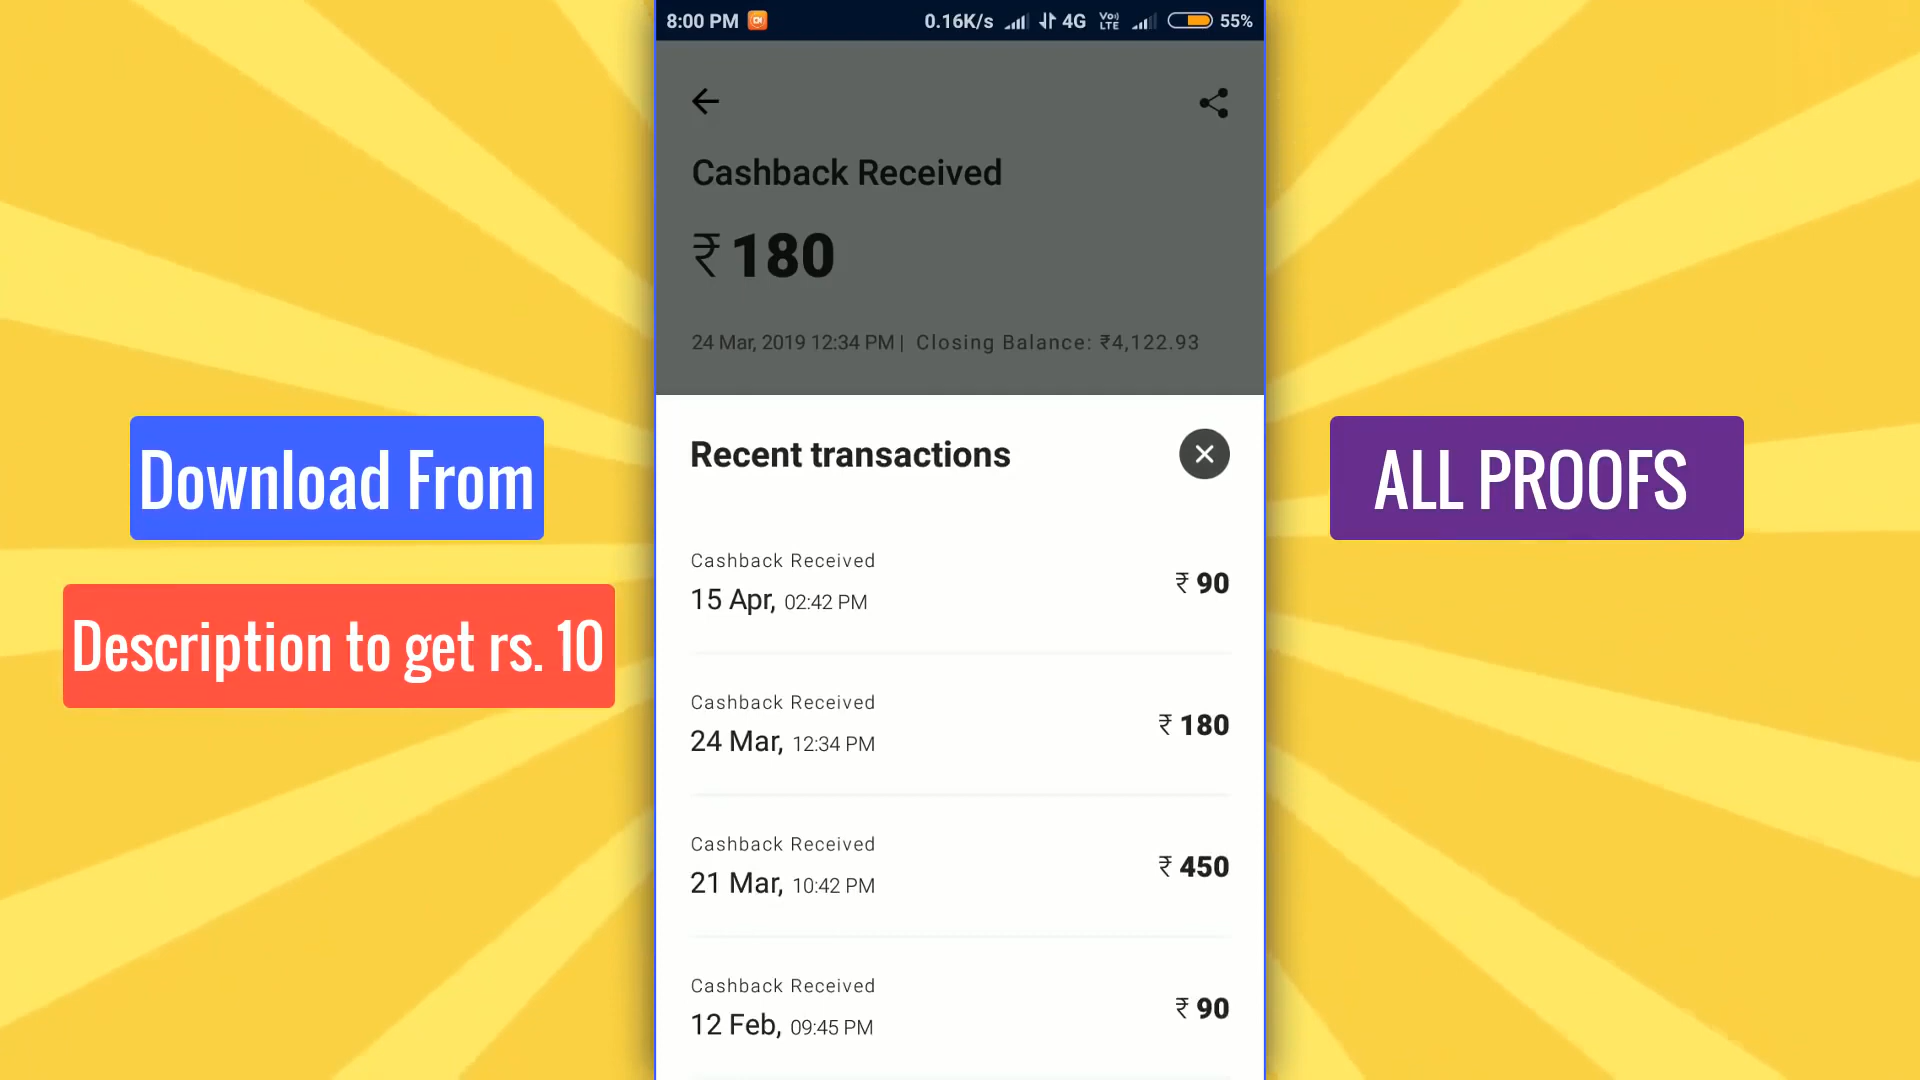 8:00 PM 0.16K/s 4G Vo) LTE 55%
Cashback Received
₹ 180
24 Mar, 2019 12:34 PM | Closing Balance: ₹4,122.93
Recent transactions
Cashback Received
15 Apr, 02:42 PM ₹ 90
Cashback Received
24 Mar, 12:34 PM ₹ 180
Cashback Received
21 Mar, 10:42 PM ₹ 450
Cashback Received
12 Feb, 09:45 PM ₹ 90
Download From
Description to get rs. 10
ALL PROOFS